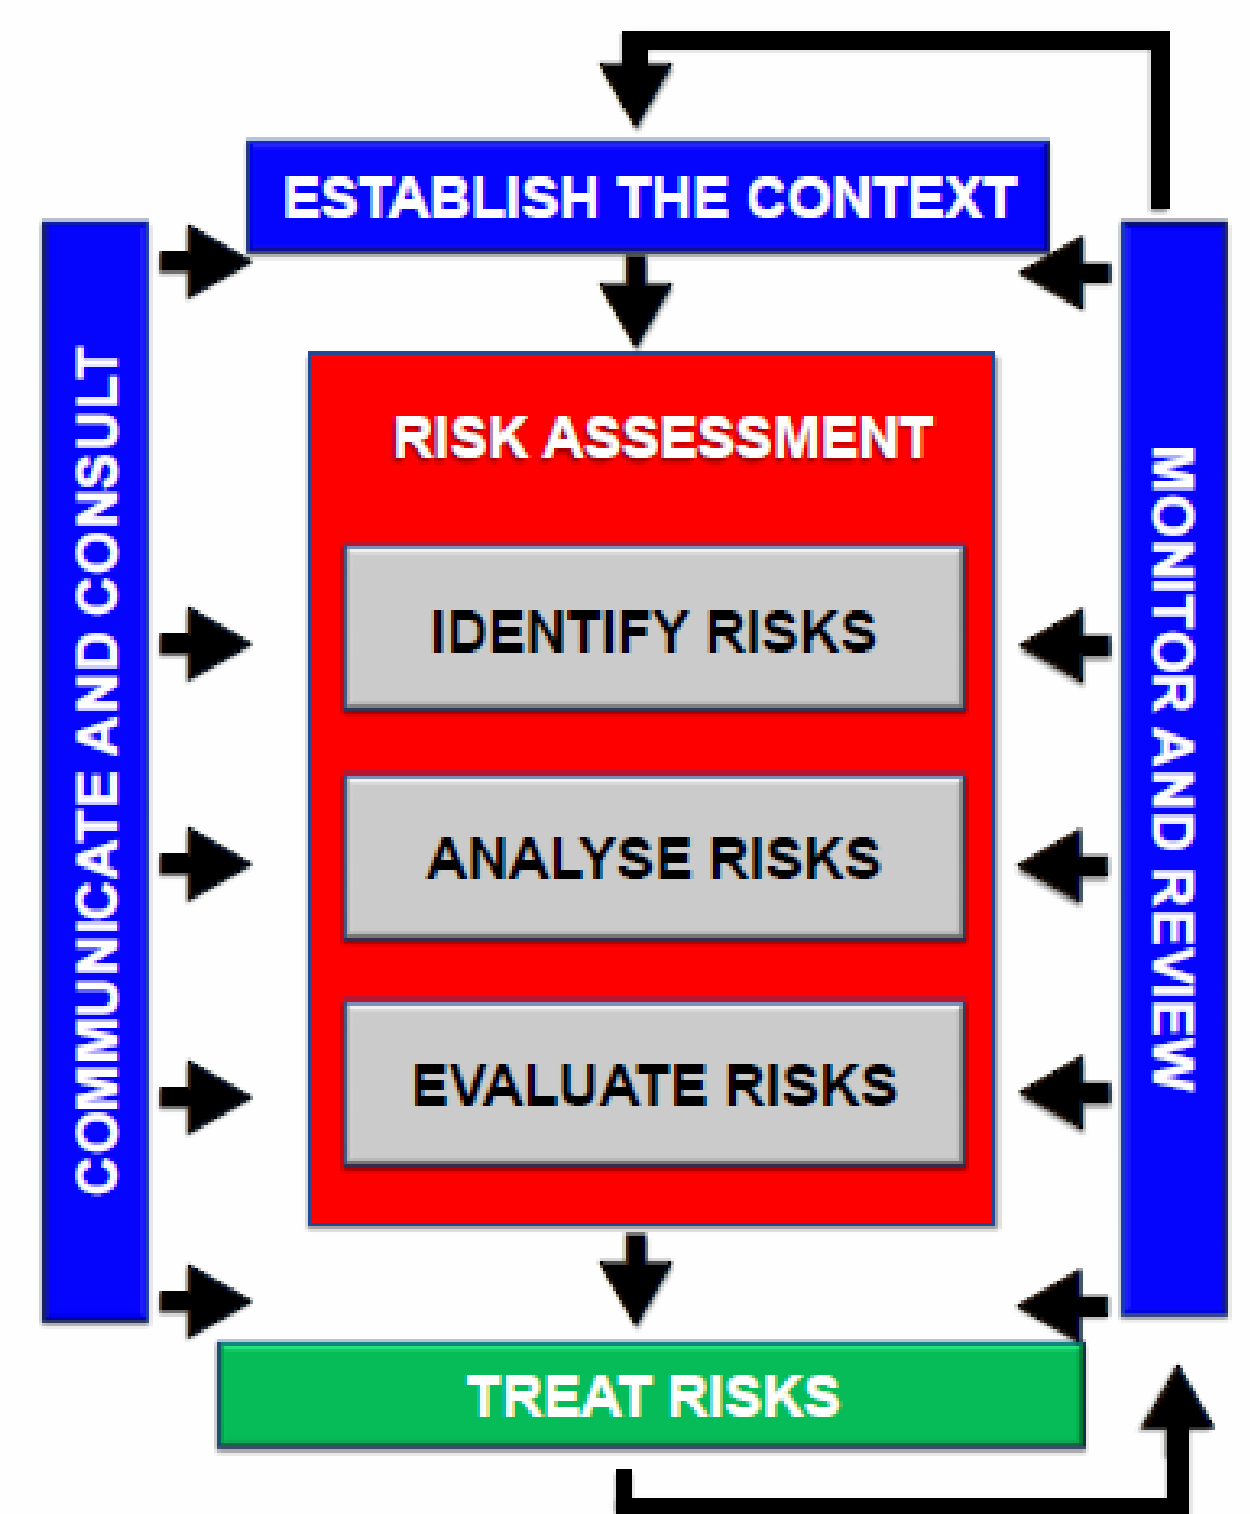 ESTABLISH THE CONTEXT
COMMUNICATE AND CONSULT
RISK ASSESSMENT
IDENTIFY RISKS
ANALYSE RISKS
EVALUATE RISKS
MONITOR AND REVIEW
TREAT RISKS